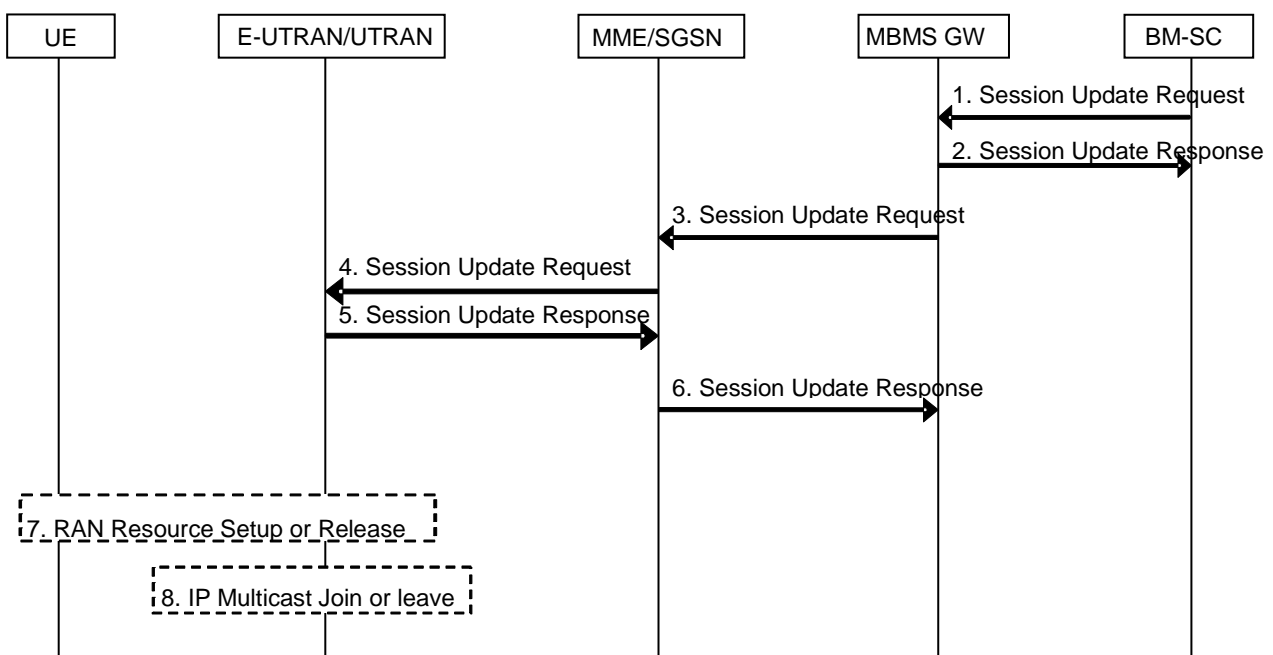 UE
E-UTRAN/UTRAN
MME/SGSN
MBMS GW
BM-SC
1. Session Update Request
2. Session Update Response
3. Session Update Request
4. Session Update Request
5. Session Update Response
6. Session Update Response
7. RAN Resource Setup or Release
8. IP Multicast Join or leave